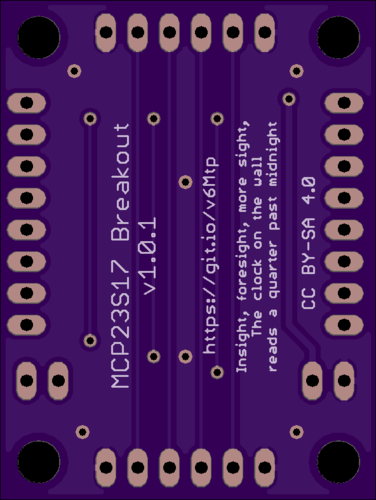 MCP23S17 Breakout
v1.0.1
https://git.io/v6Mtp
Insight, foresight, more sight,
The clock on the wall
reads a quarter past midnight
CC BY-SA 4.0